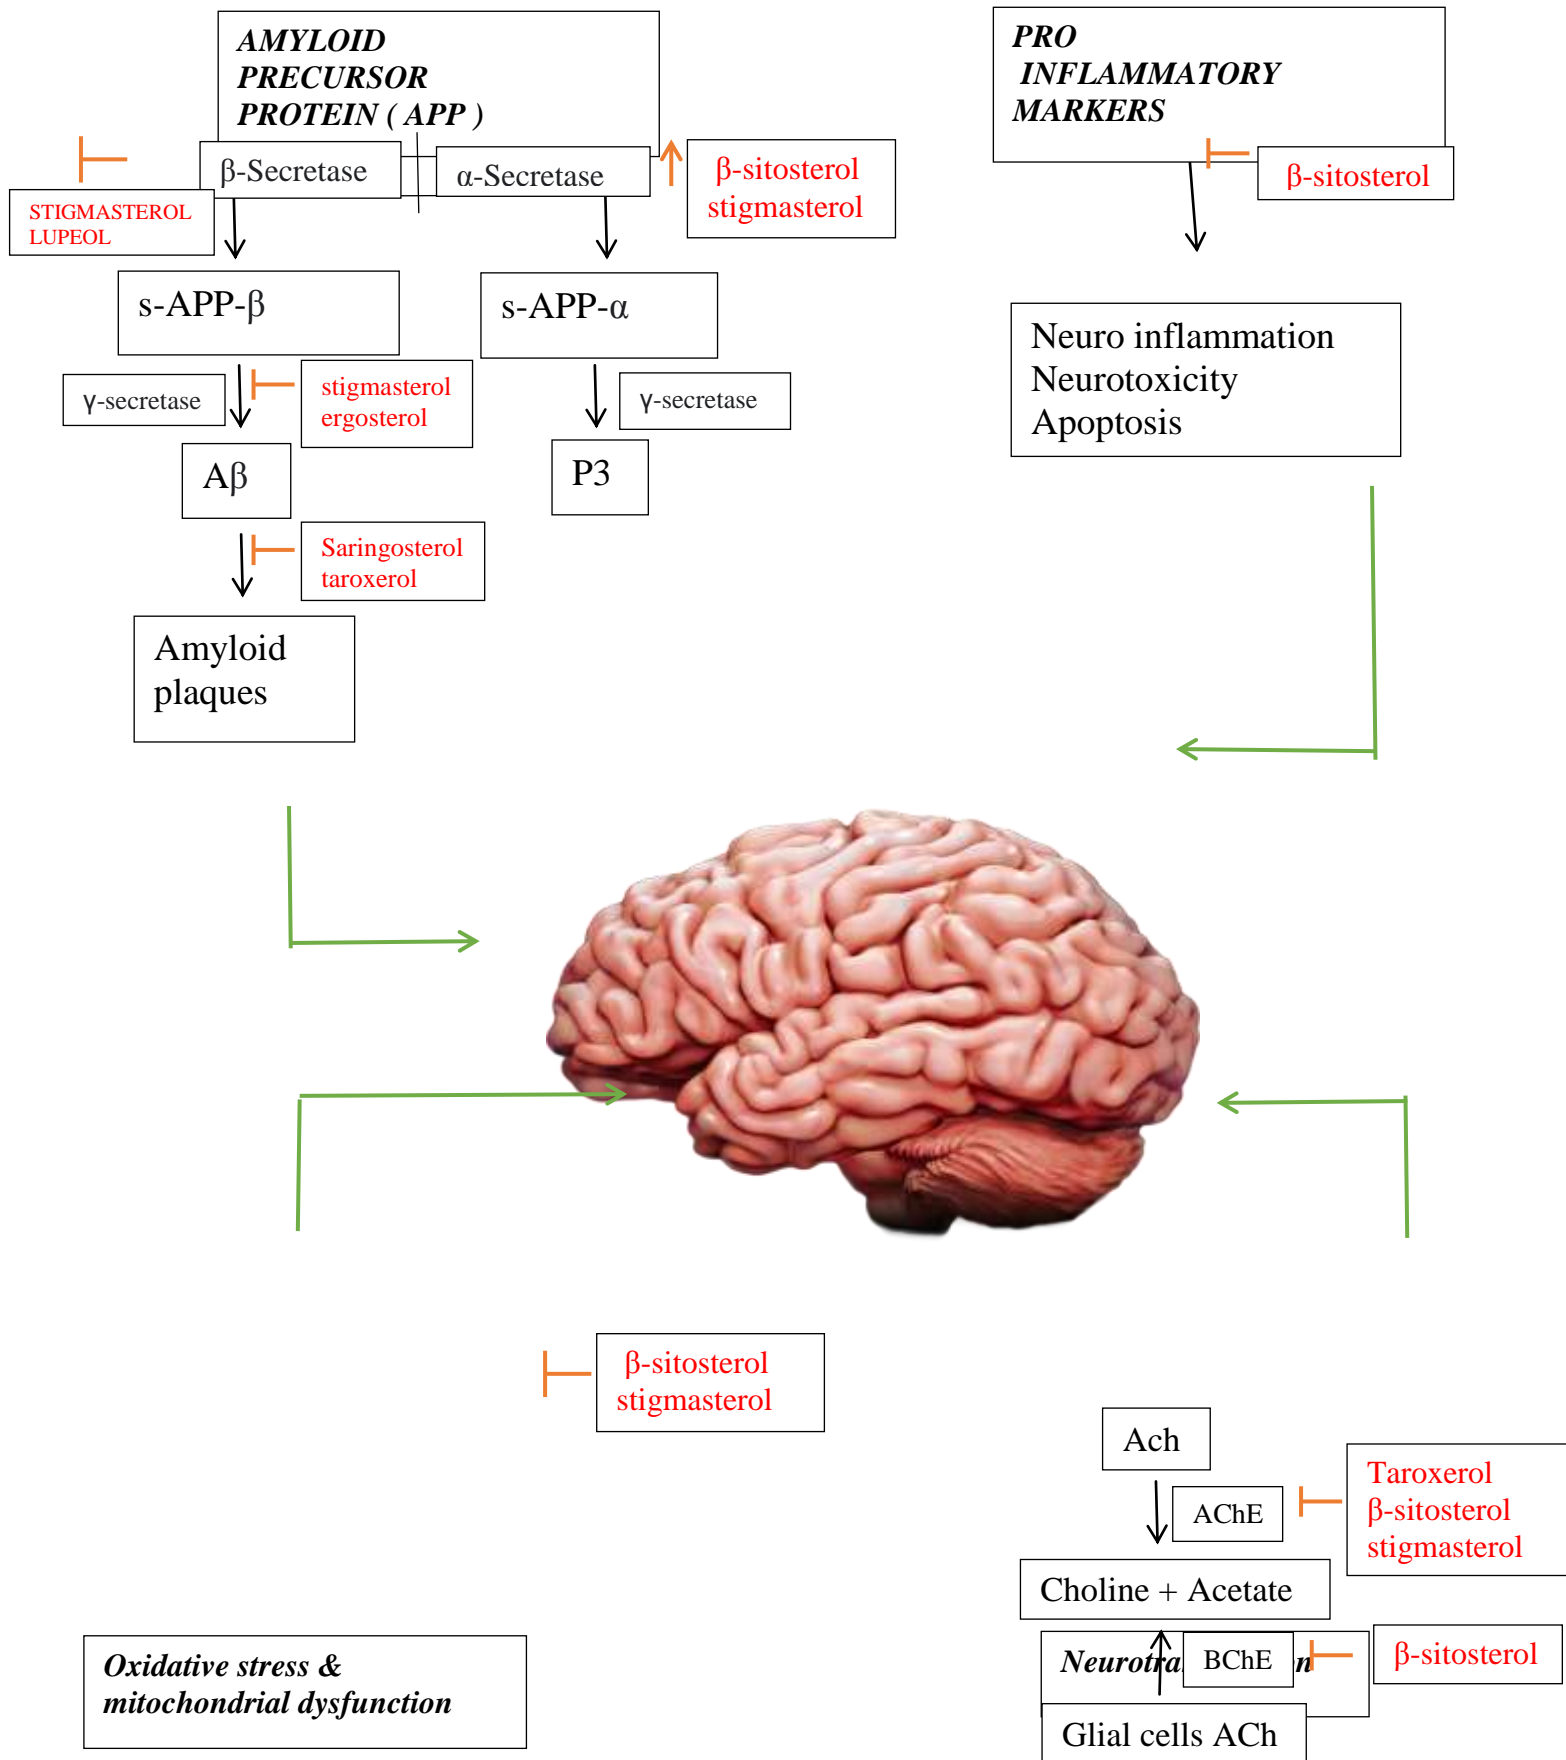 AMYLOID
PRECURSOR
PROTEIN ( APP )
β-Secretase
α-Secretase
STIGMASTEROL
LUPEOL
β-sitosterol
stigmasterol
s-APP-β
s-APP-α
γ-secretase
stigmasterol
ergosterol
γ-secretase
Aβ
P3
Saringosterol
taroxerol
Amyloid
plaques
PRO
INFLAMMATORY
MARKERS
β-sitosterol
Neuro inflammation
Neurotoxicity
Apoptosis
β-sitosterol
stigmasterol
Oxidative stress &
mitochondrial dysfunction
Ach
AChE
Taroxerol
β-sitosterol
stigmasterol
Choline + Acetate
BChE
β-sitosterol
Glial cells ACh